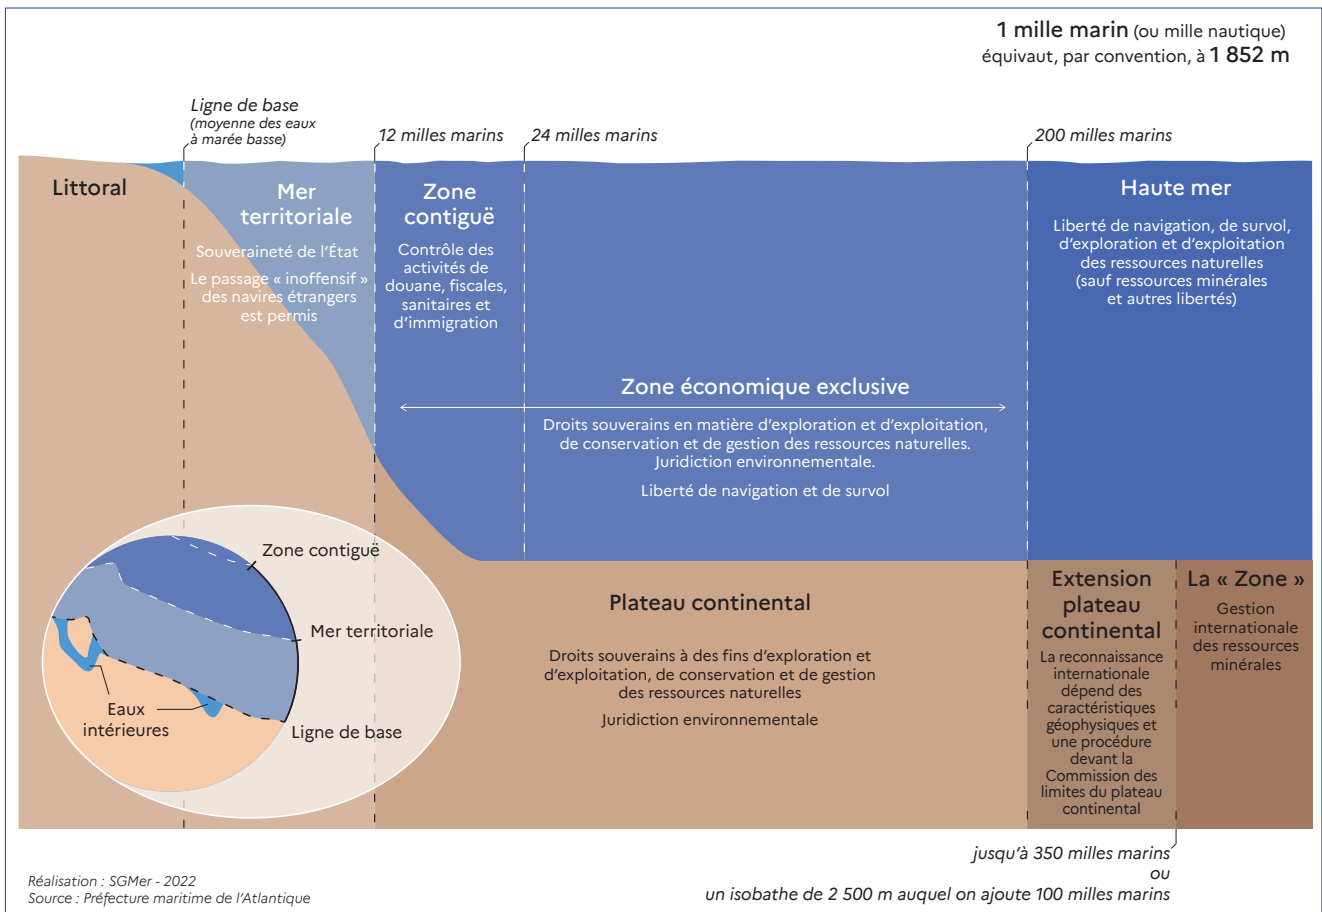 1 mille marin (ou mille nautique)
équivaut, par convention, à 1 852 m
Ligne de base
(moyenne des eaux
à marée basse)
12 milles marins
24 milles marins
200 milles marins
Littoral
Mer
territoriale
Souveraineté de l'État
Le passage « inoffensif »
des navires étrangers
est permis
Zone
contiguë
Contrôle des
activités de
douane, fiscales,
sanitaires et
d'immigration
Haute mer
Liberté de navigation, de survol,
d'exploration et d'exploitation
des ressources naturelles
(sauf ressources minérales
et autres libertés)
Zone économique exclusive
Droits souverains en matière d'exploration et d'exploitation,
de conservation et de gestion des ressources naturelles.
Juridiction environnementale.
Liberté de navigation et de survol
Zone contiguë
Mer territoriale
Ligne de base
Eaux
intérieures
Plateau continental
Droits souverains à des fins d'exploration et
d'exploitation, de conservation et de gestion
des ressources naturelles
Juridiction environnementale
Extension
plateau
continental
La reconnaissance
internationale
dépend des
caractéristiques
géophysiques et
une procédure
devant la
Commission des
limites du plateau
continental
La « Zone »
Gestion
internationale
des ressources
minérales
jusqu'à 350 milles marins
ou
un isobathe de 2 500 m auquel on ajoute 100 milles marins
Réalisation : SGMer - 2022
Source : Préfecture maritime de l'Atlantique